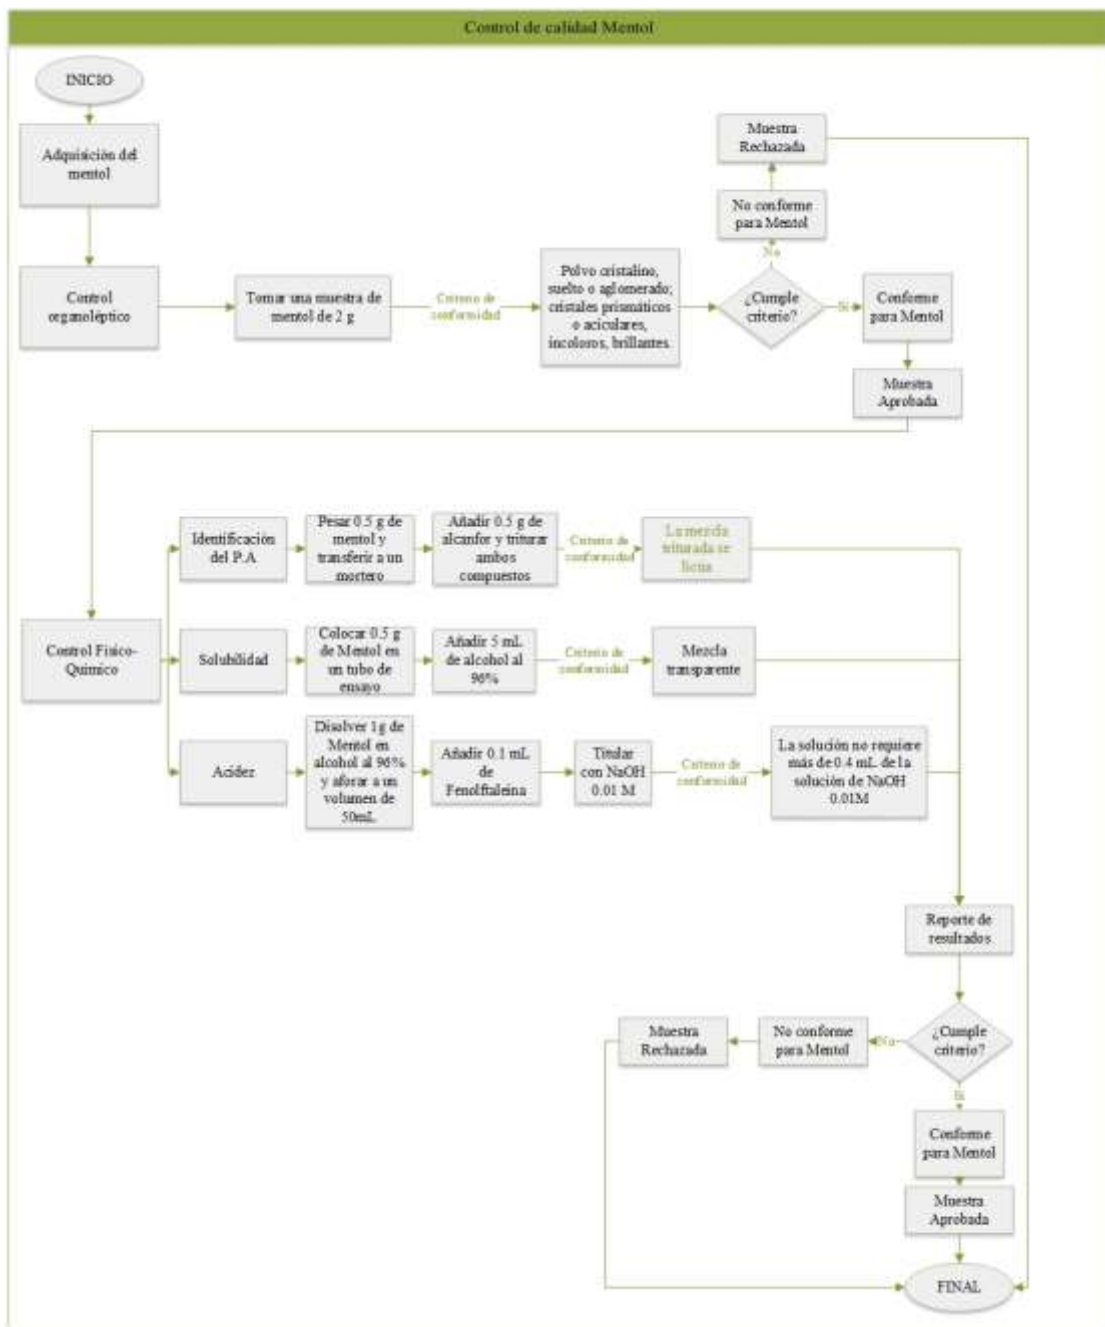 Control de calidad Mentol
INICIO
Adquisición del
mentol
Control
organoléptico
Tomar una muestra de
mentol de 2 g
Criterio de
conformidad
Polvo cristalino,
suelto o aglomerado;
cristales prismáticos
o aciculares,
incoloros, brillantes.
¿Cumple
criterio?
No
No conforme
para Mentol
Muestra
Rechazada
Si
Conforme
para Mentol
Muestra
Aprobada
Control Fisico-
Quimico
Identificación
del P.A
Pesar 0.5 g de
mentol y
transferir a un
mortero
Añadir 0.5 g de
alcanfor y triturar
ambos
compuestos
Criterio de
conformidad
La mezcla
triturada se
licua
Solubilidad
Colocar 0.5 g
de Mentol en
un tubo de
ensayo
Añadir 5 mL
de alcohol al
96%
Criterio de
conformidad
Mezcla
transparente
Acidez
Disolver 1g de
Mentol en
alcohol al 96%
y aforar a un
volumen de
50mL
Añadir 0.1 mL
de
Fenolftaleina
Titular
con NaOH
0.01 M
Criterio de
conformidad
La solución no requiere
más de 0.4 mL de la
solución de NaOH
0.01M
Reporte de
resultados
¿Cumple
criterio?
No
No conforme
para Mentol
Muestra
Rechazada
Si
Conforme
para Mentol
Muestra
Aprobada
FINAL